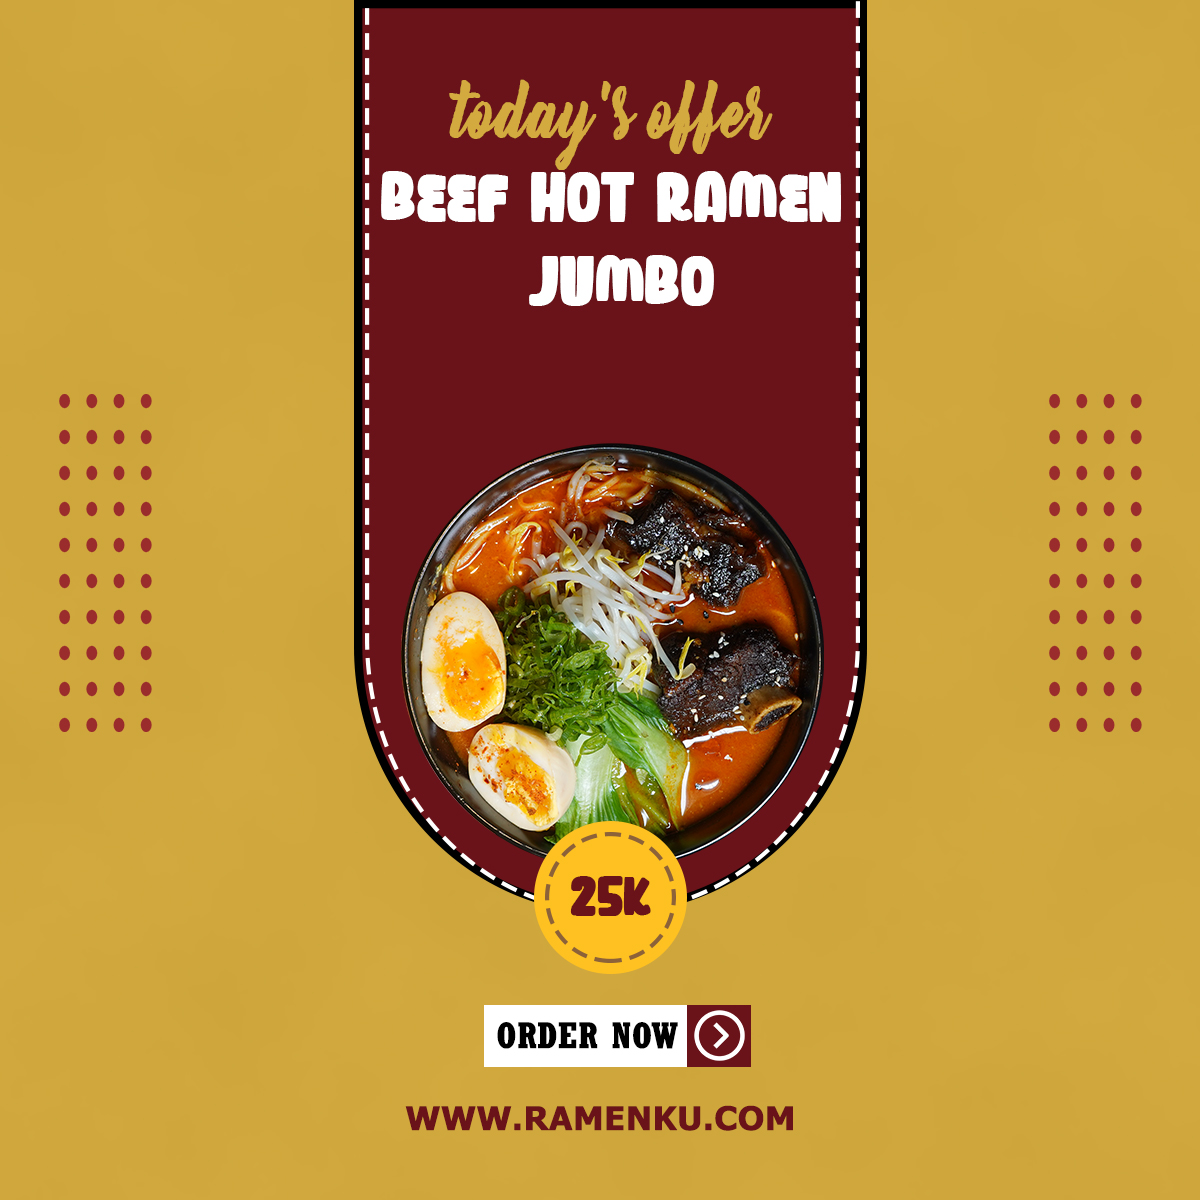 today's offer
BEEF HOT RAMEN
JUMBO
25K
ORDER NOW
WWW.RAMENKU.COM